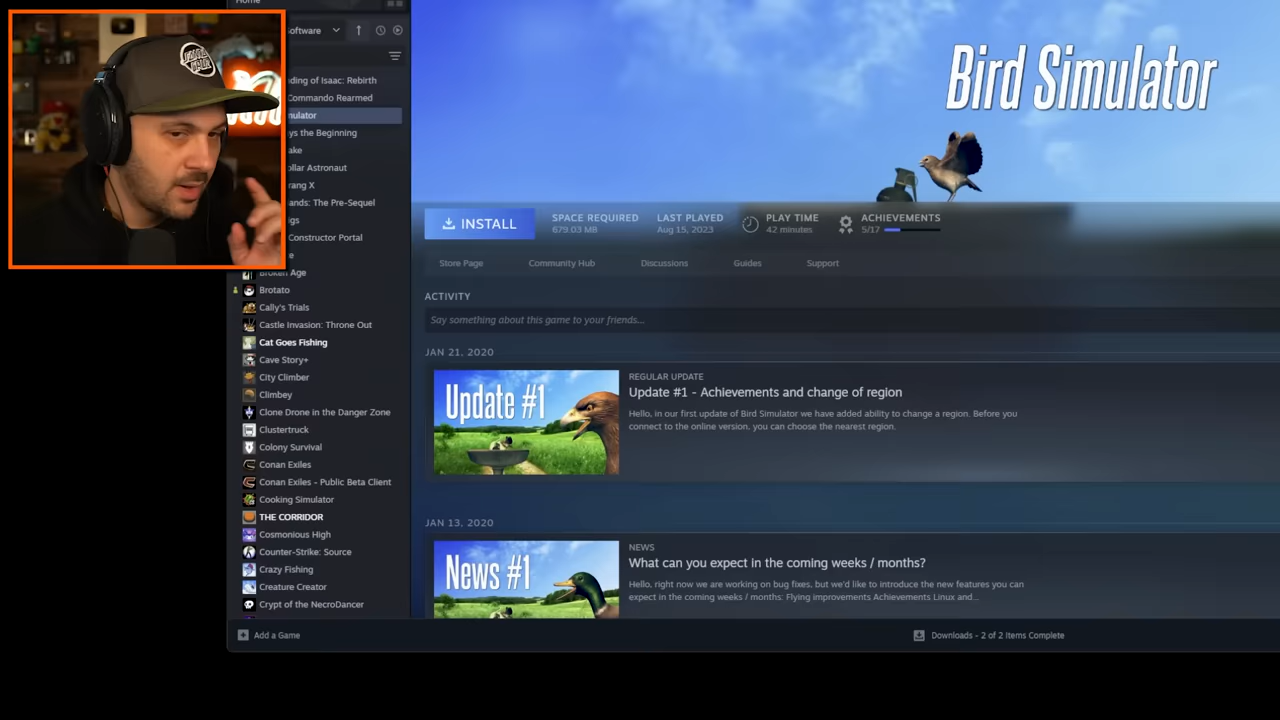 Home
oftware
nding of Isaac: Rebirth
Commando Rearmed
mulator
ys the Beginning
ake
ollar Astronaut
rang X
ands: The Pre-Sequel
igs
Constructor Portal
e
Broken Age
Brotato
Cally's Trials
Castle Invasion: Throne Out
Cat Goes Fishing
Cave Story+
City Climber
Climbey
Clone Drone in the Danger Zone
Clustertruck
Colony Survival
Conan Exiles
Conan Exiles - Public Beta Client
Cooking Simulator
THE CORRIDOR
Cosmonious High
Counter-Strike: Source
Crazy Fishing
Creature Creator
Crypt of the NecroDancer
Add a Game
Bird Simulator
INSTALL
SPACE REQUIRED
679.03 MB
LAST PLAYED
Aug 15, 2023
PLAY TIME
42 minutes
ACHIEVEMENTS
5/17
Store Page
Community Hub
Discussions
Guides
Support
ACTIVITY
Say something about this game to your friends...
JAN 21, 2020
Update #1
REGULAR UPDATE
Update #1 - Achievements and change of region
Hello, in our first update of Bird Simulator we have added ability to change a region. Before you
connect to the online version, you can choose the nearest region.
JAN 13, 2020
News #1
NEWS
What can you expect in the coming weeks / months?
Hello, right now we are working on bug fixes, but we'd like to introduce the new features you can
expect in the coming weeks / months: Flying improvements Achievements Linux and...
Downloads - 2 of 2 Items Complete